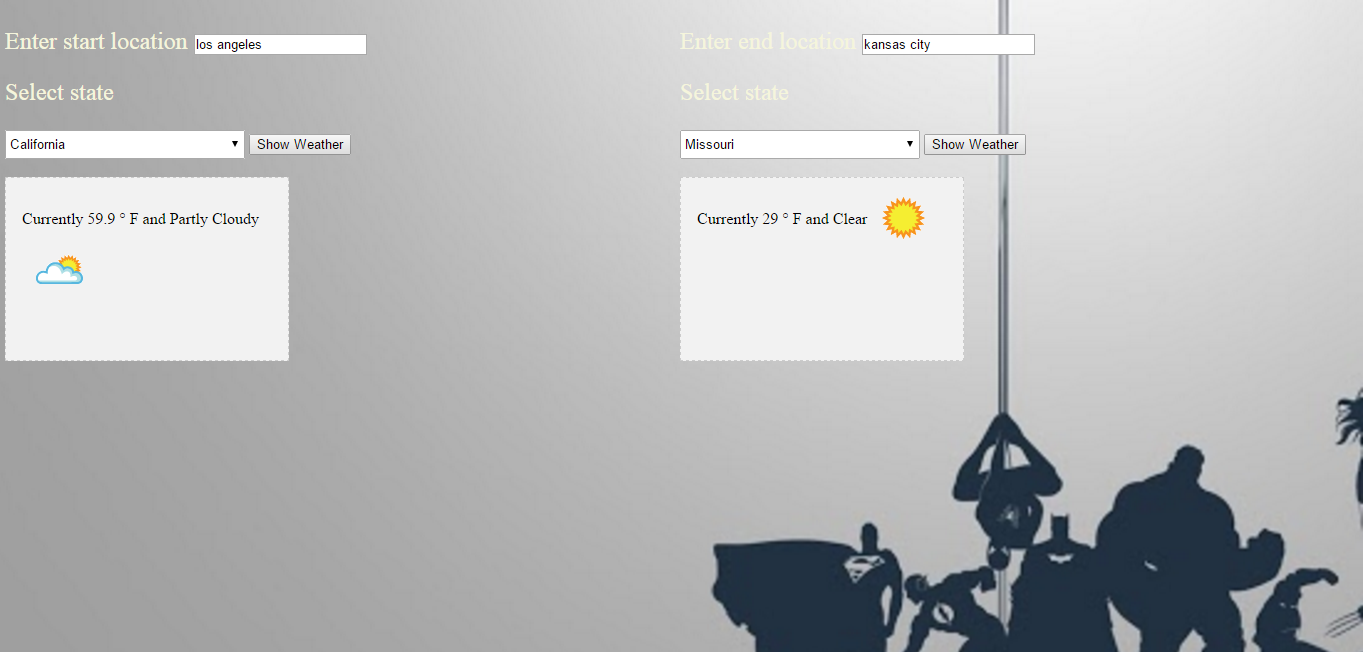 Enter start location los angeles
Select state
California Show Weather
Currently 59.9 ° F and Partly Cloudy
Enter end location kansas city
Select state
Missouri Show Weather
Currently 29 ° F and Clear